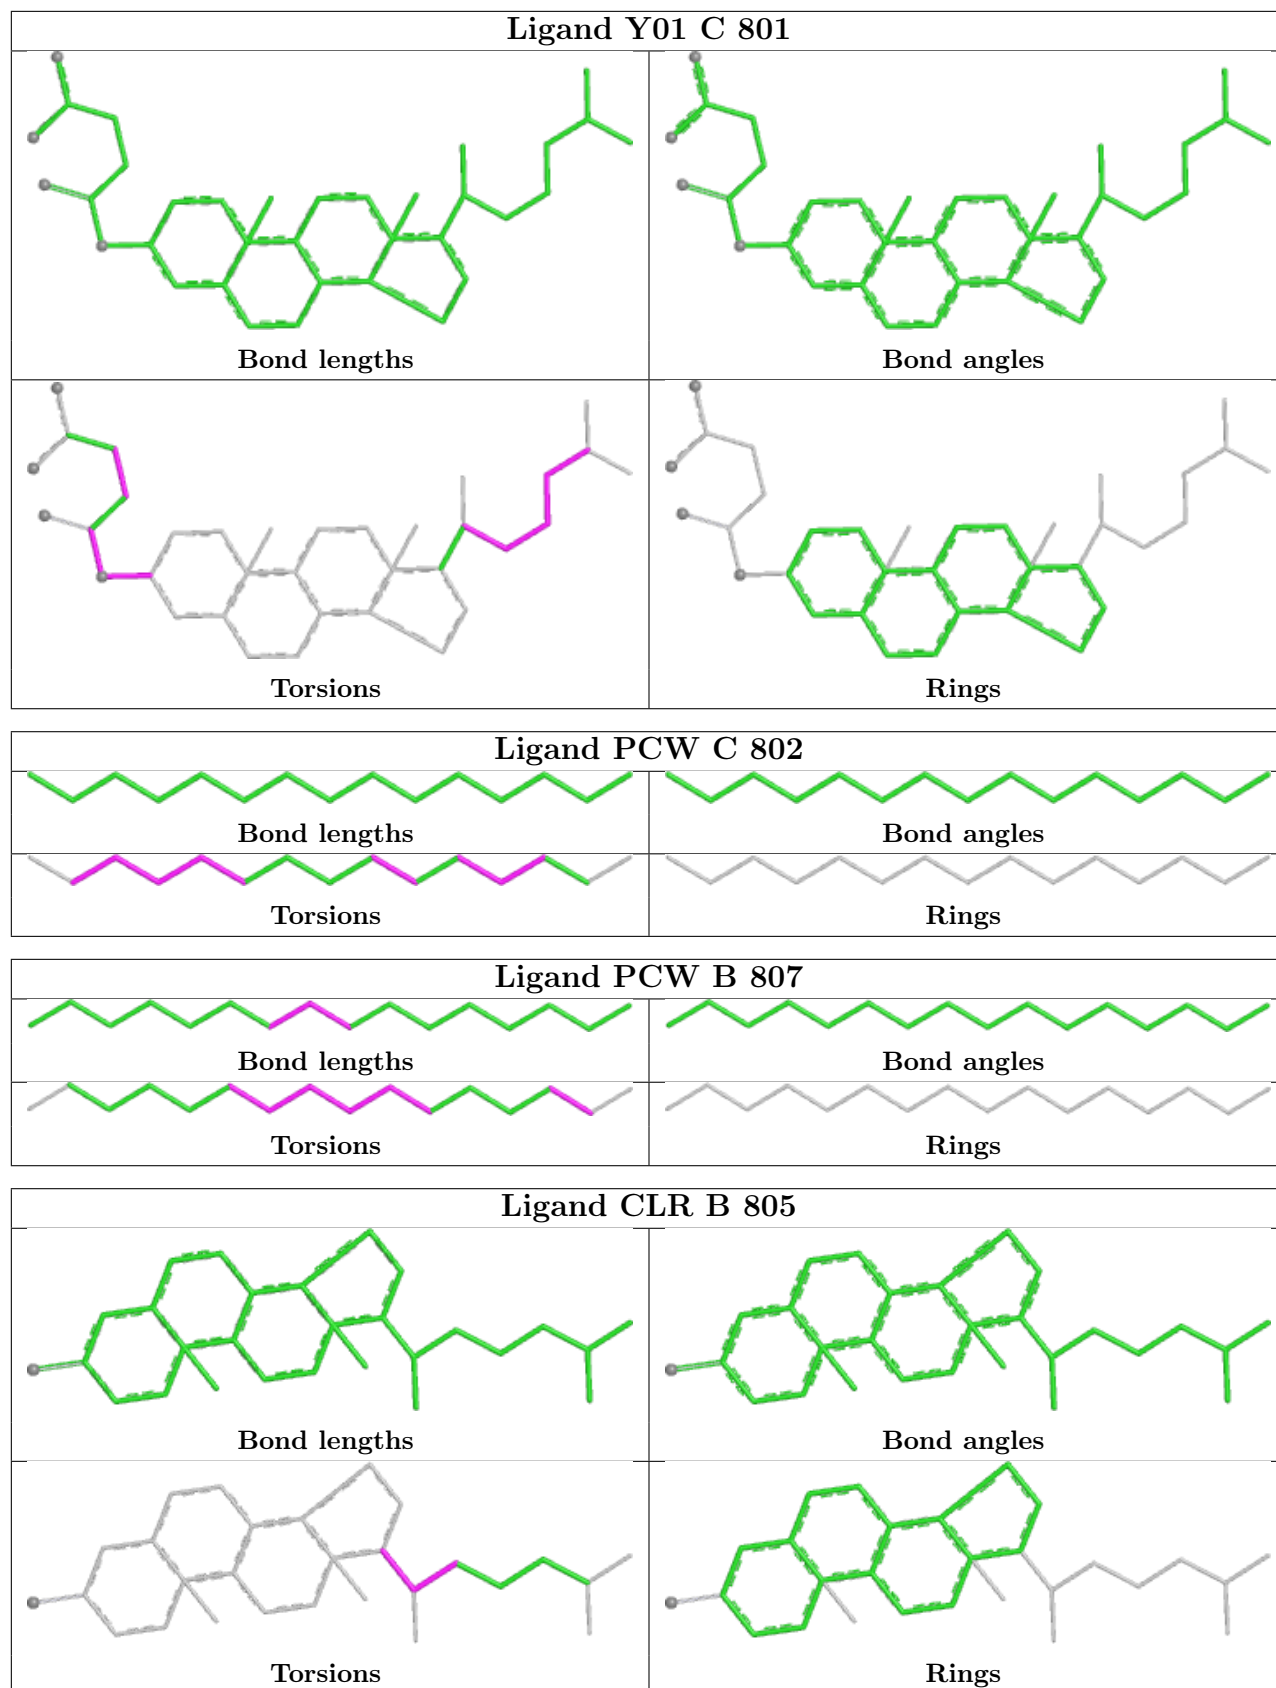 Ligand Y01 C 801
Bond lengths
Bond angles
Torsions
Rings
Ligand PCW C 802
Bond lengths
Bond angles
Torsions
Rings
Ligand PCW B 807
Bond lengths
Bond angles
Torsions
Rings
Ligand CLR B 805
Bond lengths
Bond angles
Torsions
Rings